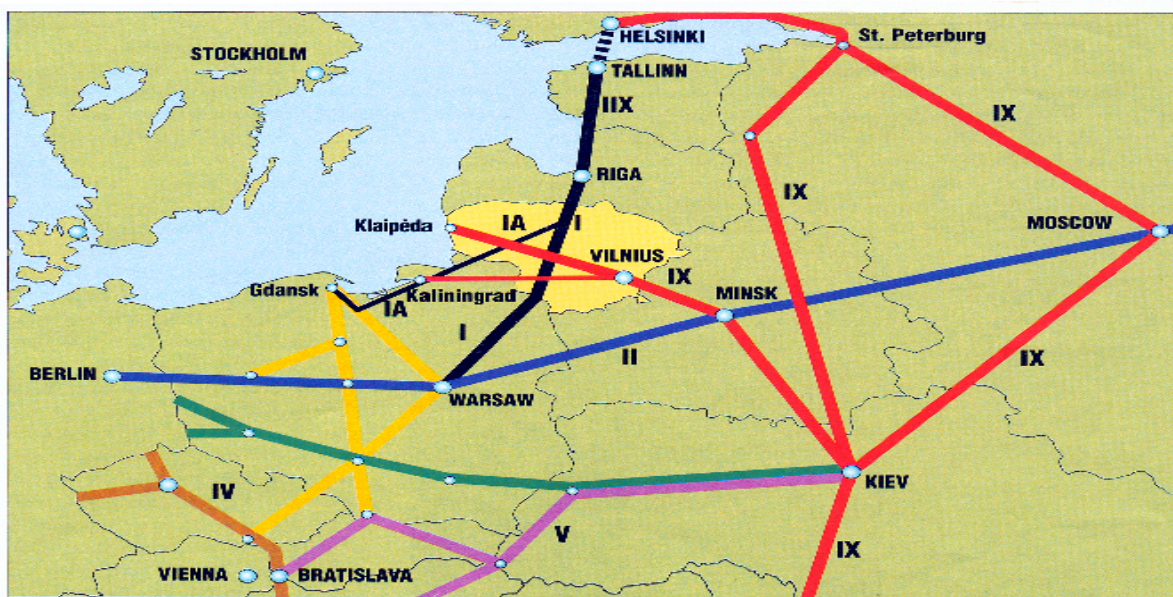 HELSINKI
St. Peterburg
STOCKHOLM
TALLINN
IIX
IX
RIGA
IX
Klaipėda
IA
I
MOSCOW
VILNIUS
IX
Gdansk
Kaliningrad
IA
MINSK
I
II
IX
BERLIN
WARSAW
IV
KIEV
V
IX
VIENNA
BRATISLAVA